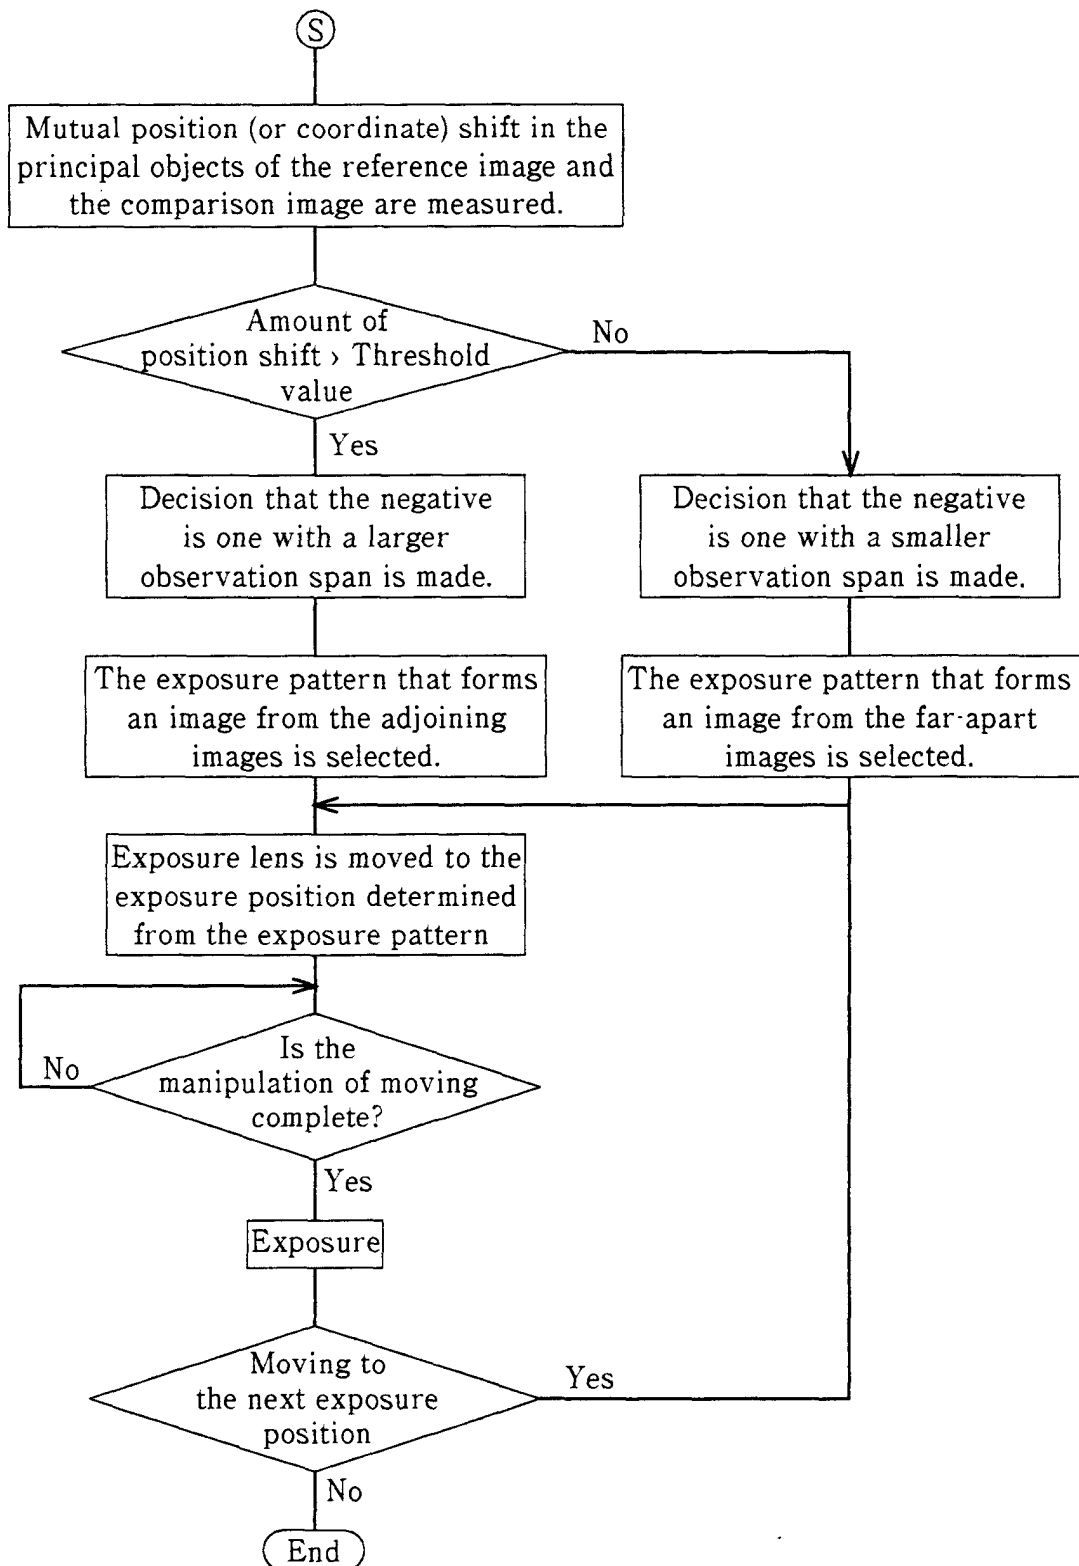 S
Mutual position (or coordinate) shift in the
principal objects of the reference image and
the comparison image are measured.
Amount of
position shift › Threshold
value
No
Yes
Decision that the negative
is one with a larger
observation span is made.
Decision that the negative
is one with a smaller
observation span is made.
The exposure pattern that forms
an image from the adjoining
images is selected.
The exposure pattern that forms
an image from the far-apart
images is selected.
Exposure lens is moved to the
exposure position determined
from the exposure pattern
Is the
manipulation of moving
complete?
No
Yes
Exposure
Moving to
the next exposure
position
Yes
No
End